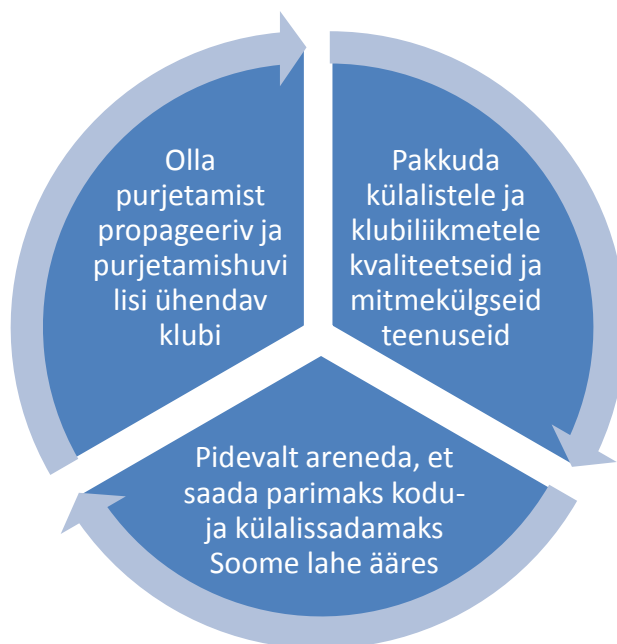 Olla
purjetamist
propageeriv ja
purjetamishuvi
lisi ühendav
klubi
Pakkuda
külalistele ja
klubiliikmetele
kvaliteetseid ja
mitmekülgseid
teenuseid
Pidevalt areneda, et
saada parimaks kodu-
ja külalissadamaks
Soome lahe ääres